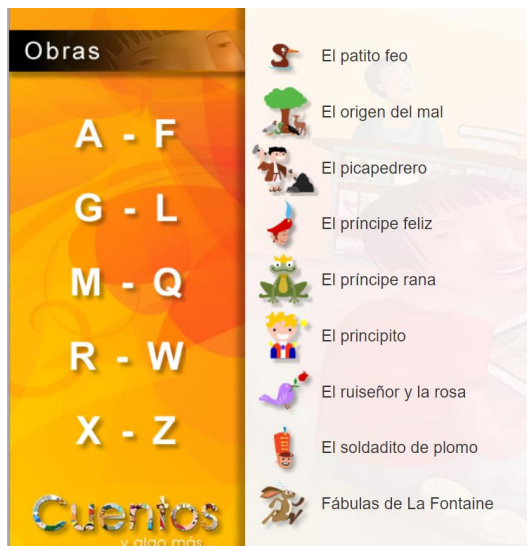 Obras
A - F
G - L
M - Q
R - W
X - Z
Cuentos
y algo más
El patito feo
El origen del mal
El picapedrero
El príncipe feliz
El príncipe rana
El principito
El ruiseñor y la rosa
El soldadito de plomo
Fábulas de La Fontaine